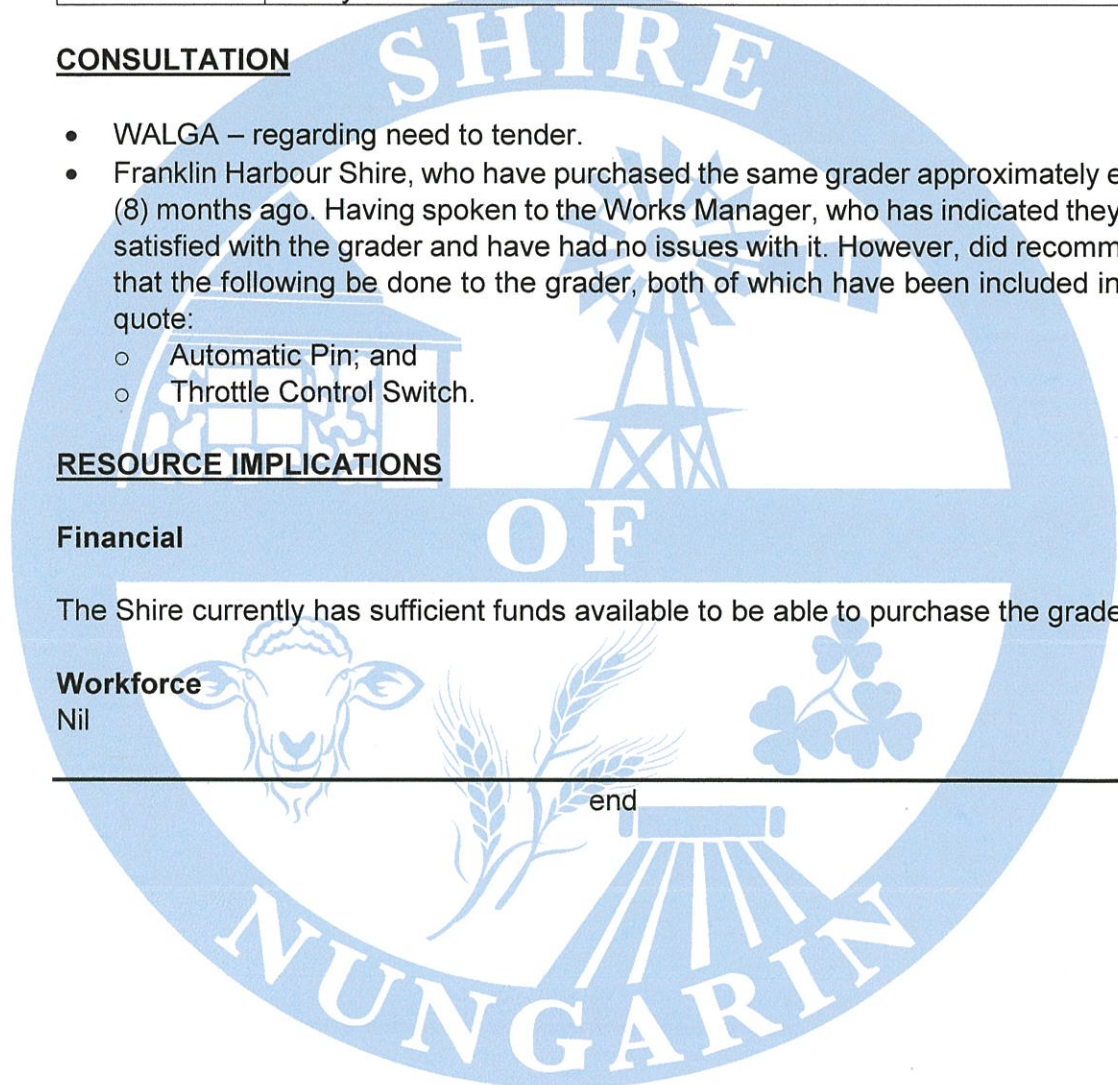 SHIRE
CONSULTATION
• WALGA – regarding need to tender.
• Franklin Harbour Shire, who have purchased the same grader approximately e
(8) months ago. Having spoken to the Works Manager, who has indicated they
satisfied with the grader and have had no issues with it. However, did recomm
that the following be done to the grader, both of which have been included in
quote:
o Automatic Pin; and
o Throttle Control Switch.
RESOURCE IMPLICATIONS
OF
Financial
The Shire currently has sufficient funds available to be able to purchase the grade
Workforce
Nil
end
NUNGARIN